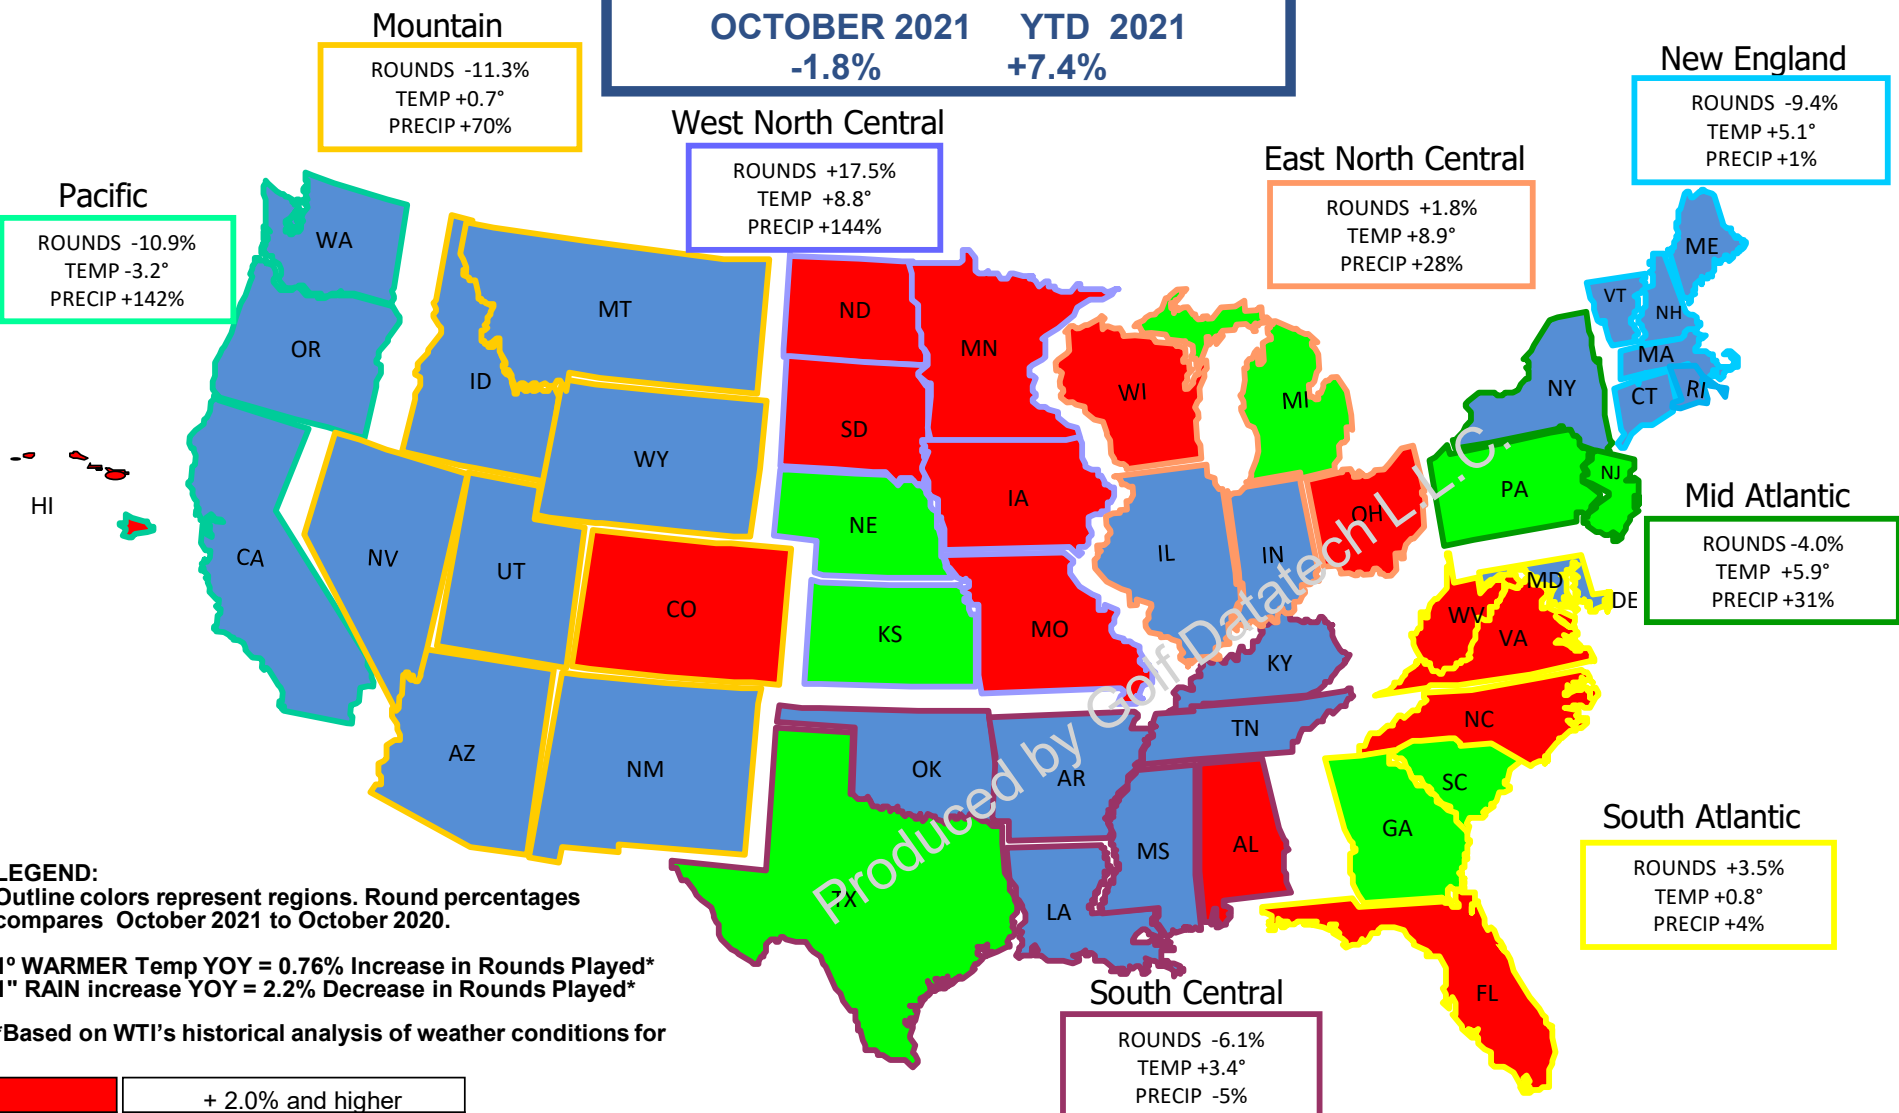 OCTOBER 2021 YTD 2021
-1.8% +7.4%
Mountain
ROUNDS -11.3%
TEMP +0.7°
PRECIP +70%
New England
ROUNDS -9.4%
TEMP +5.1°
PRECIP +1%
West North Central
ROUNDS +17.5%
TEMP +8.8°
PRECIP +144%
East North Central
ROUNDS +1.8%
TEMP +8.9°
PRECIP +28%
Pacific
ROUNDS -10.9%
TEMP -3.2°
PRECIP +142%
WA
OR
CA
HI
MT
ID
WY
NV
UT
CO
AZ
NM
ND
SD
NE
KS
MN
IA
MO
WI
MI
IL
IN
OH
ME
VT
NH
MA
CT
RI
NY
PA
NJ
MD
DE
WV
VA
NC
SC
GA
FL
KY
TN
AL
MS
AR
LA
OK
TX
Mid Atlantic
ROUNDS -4.0%
TEMP +5.9°
PRECIP +31%
South Atlantic
ROUNDS +3.5%
TEMP +0.8°
PRECIP +4%
South Central
ROUNDS -6.1%
TEMP +3.4°
PRECIP -5%
Produced by Golf Datatech L.L.C.
LEGEND:
Outline colors represent regions. Round percentages
compares October 2021 to October 2020.
1º WARMER Temp YOY = 0.76% Increase in Rounds Played*
1" RAIN increase YOY = 2.2% Decrease in Rounds Played*
*Based on WTI’s historical analysis of weather conditions for
+ 2.0% and higher